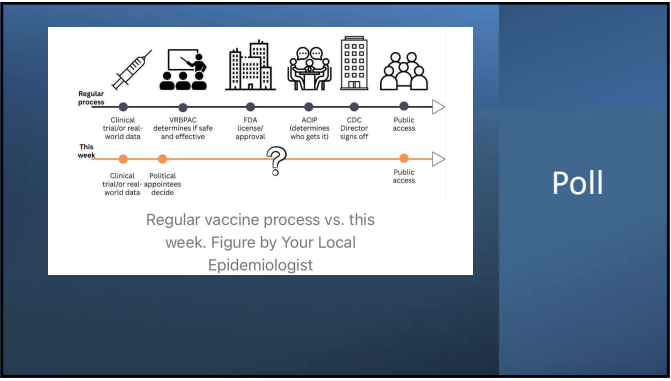 Regular
process
Clinical
trial/or real-
world data
VRBPAC
determines if safe
and effective
FDA
license/
approval
ACIP
(determines
who gets it)
CDC
Director
signs off
Public
access
This
week
?
Clinical
trial/or real-
world data
Political
appointees
decide
Public
access
Regular vaccine process vs. this
week. Figure by Your Local
Epidemiologist
Poll